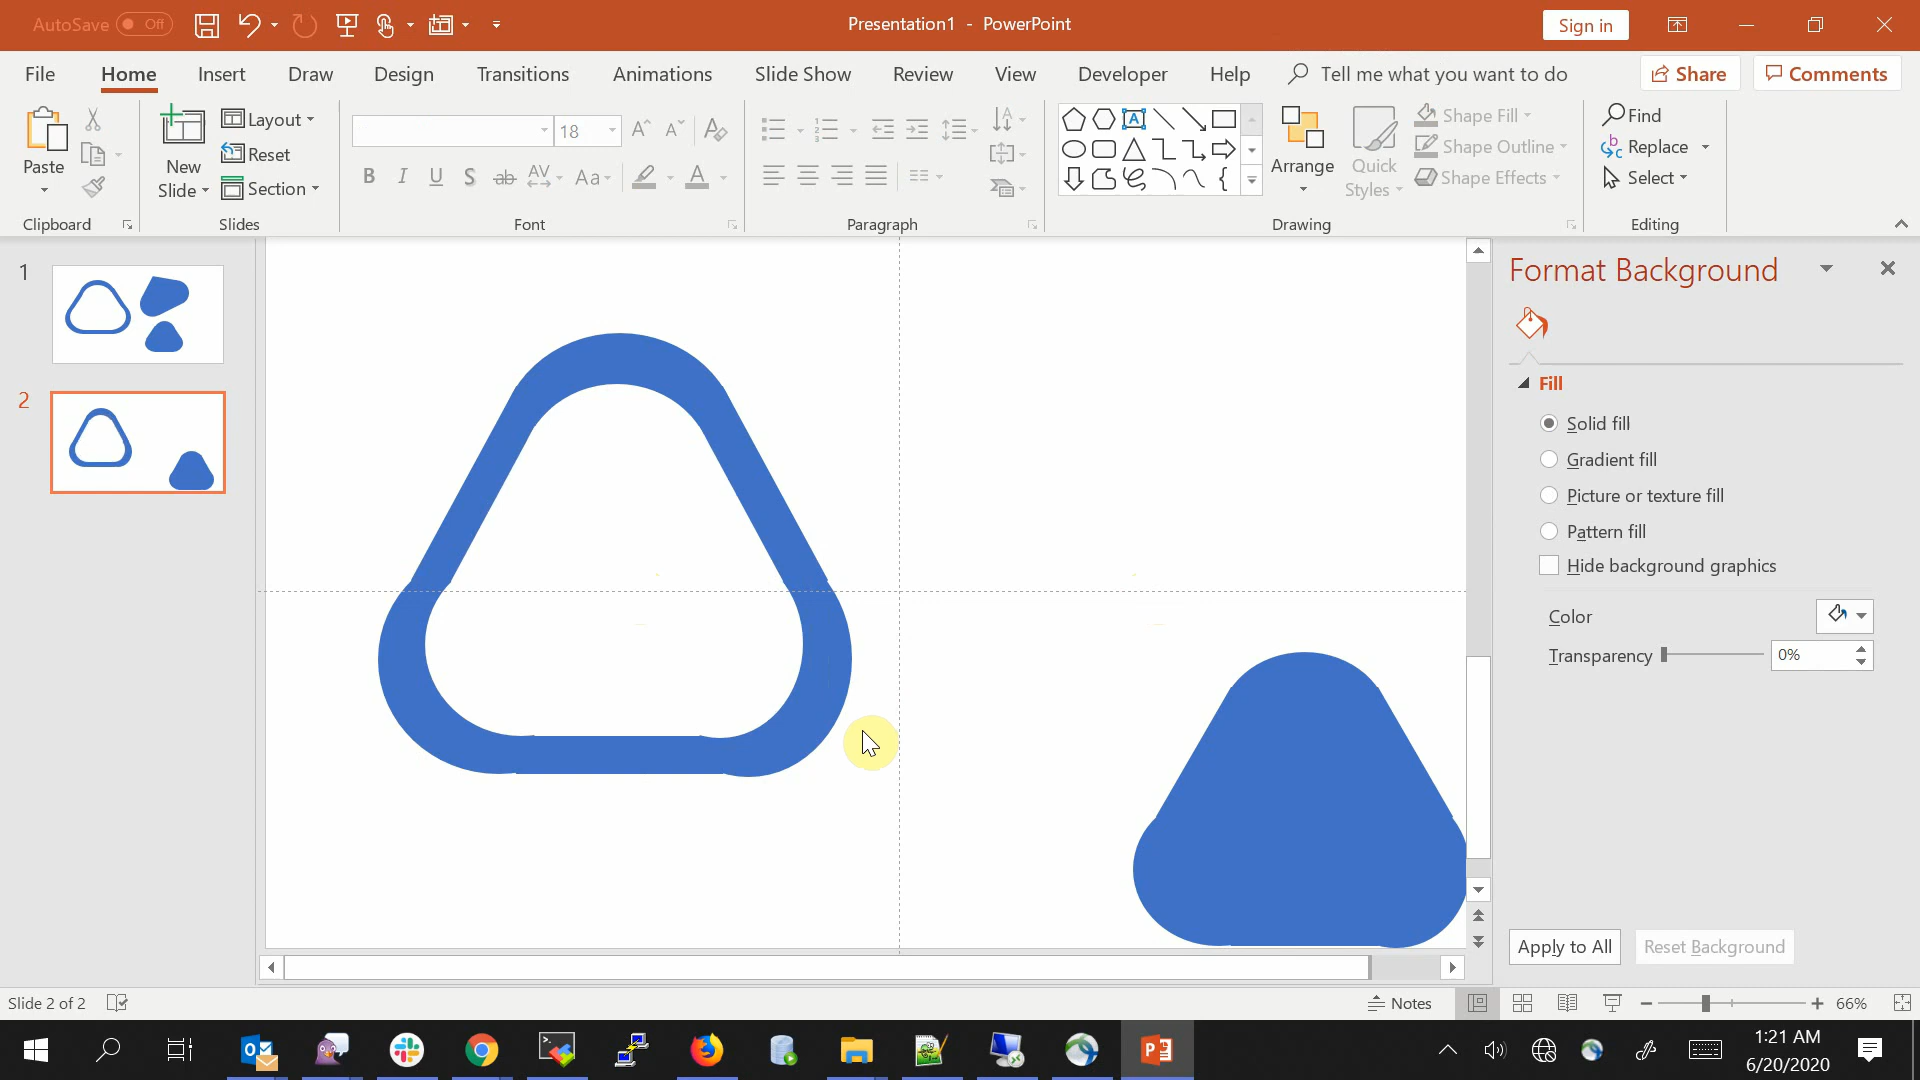 AutoSave Off
Presentation1 - PowerPoint
Sign in
File Home Insert Draw Design Transitions Animations Slide Show Review View Developer Help Tell me what you want to do Share Comments
Paste
Clipboard
New
Slide
Layout
Reset
Section
Slides
18
B I U S ab AV Aa A
Font
Paragraph
A
Arrange
Quick
Styles
Shape Fill
Shape Outline
Shape Effects
Drawing
Find
Replace
Select
Editing
1
2
Format Background
Fill
Solid fill
Gradient fill
Picture or texture fill
Pattern fill
Hide background graphics
Color
Transparency 0%
Apply to All Reset Background
Slide 2 of 2
Notes
66%
1:21 AM
6/20/2020